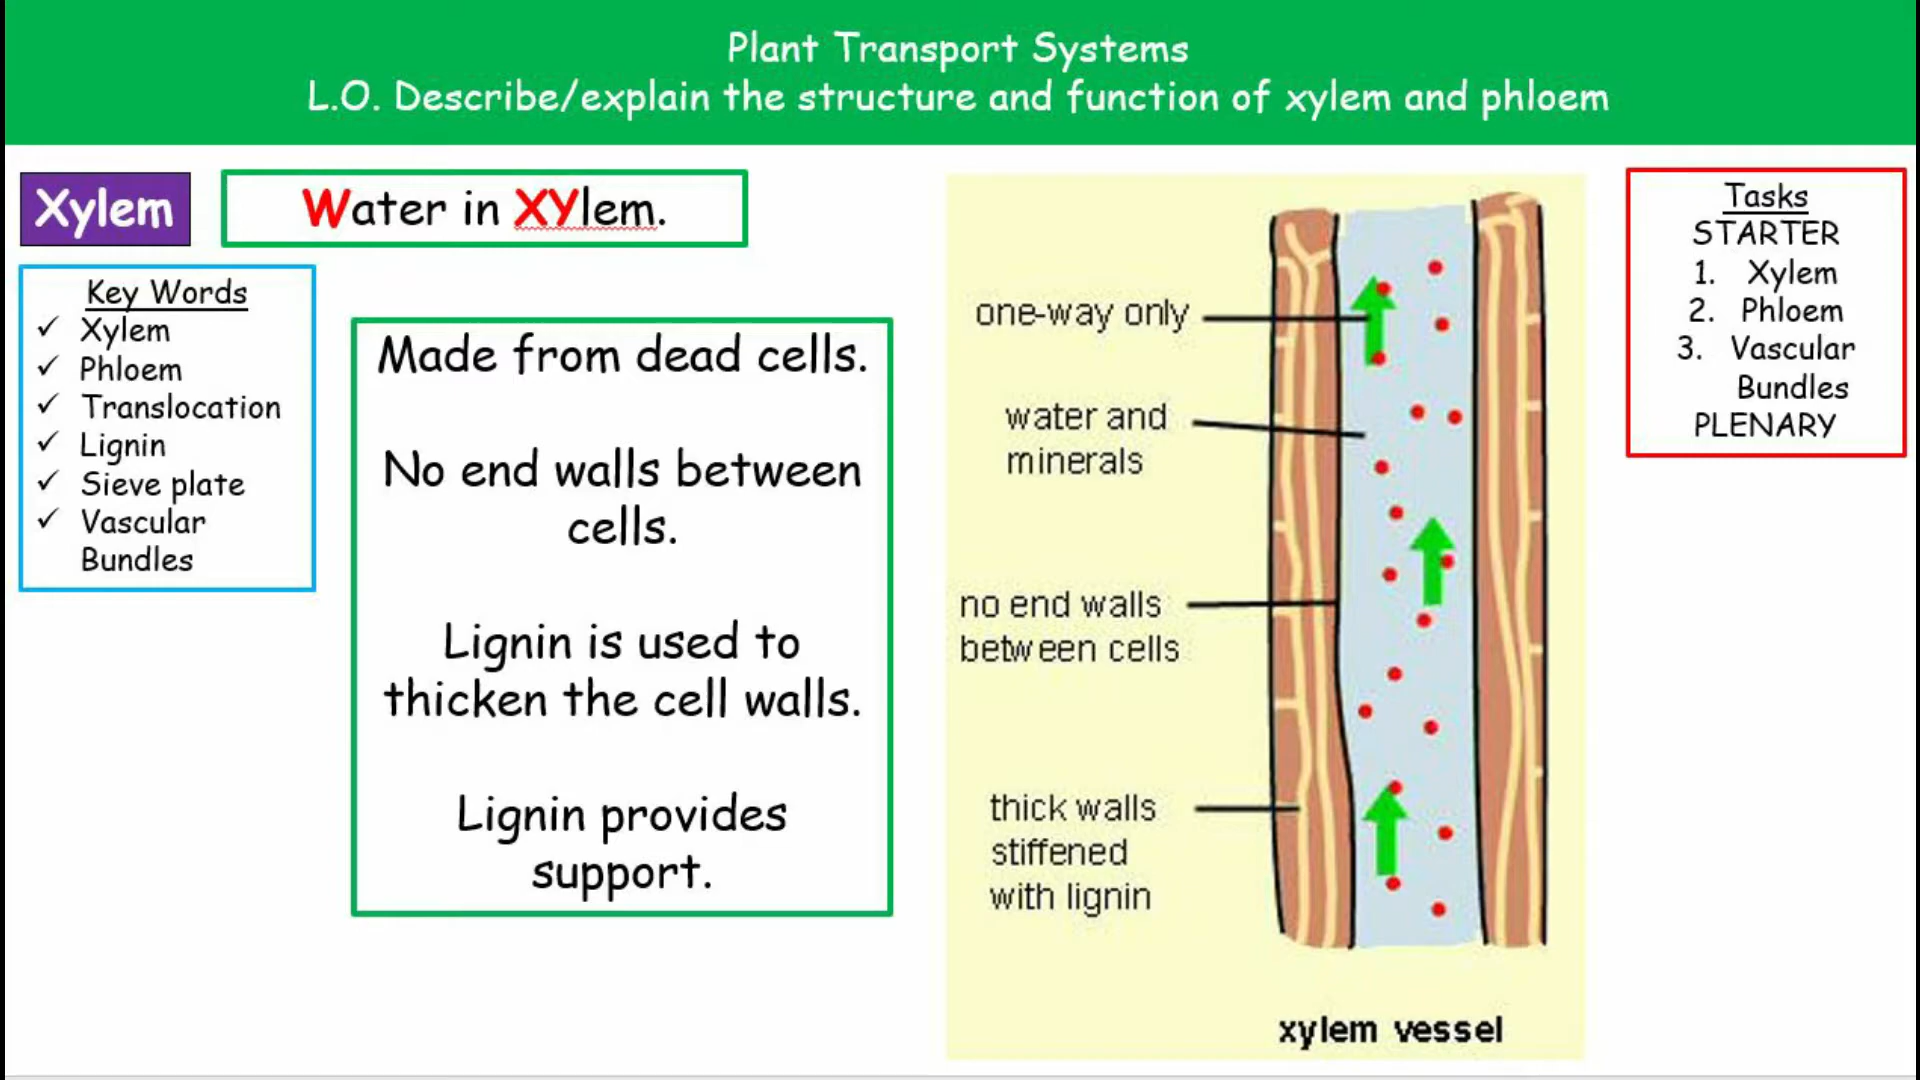 Plant Transport Systems
L.O. Describe/explain the structure and function of xylem and phloem
Xylem
Water in XYlem.
Key Words
✓ Xylem
✓ Phloem
✓ Translocation
✓ Lignin
✓ Sieve plate
✓ Vascular
Bundles
Made from dead cells.
No end walls between
cells.
Lignin is used to
thicken the cell walls.
Lignin provides
support.
one-way only
water and
minerals
no end walls
between cells
thick walls
stiffened
with lignin
xylem vessel
Tasks
STARTER
1. Xylem
2. Phloem
3. Vascular
Bundles
PLENARY